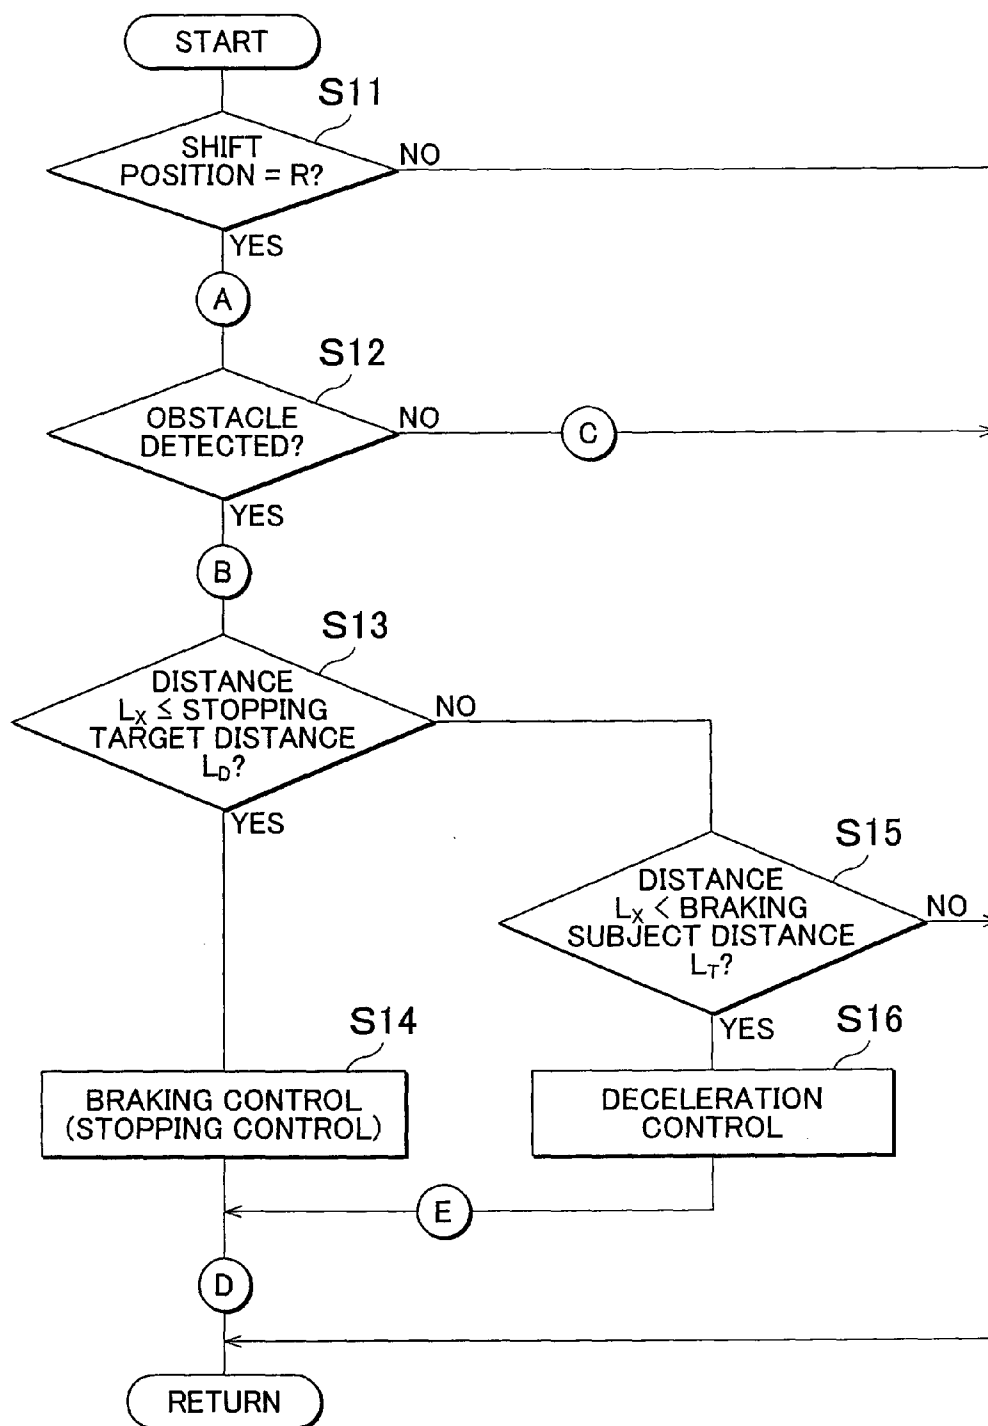 START
S11
SHIFT
POSITION = R?
NO
YES
A
S12
OBSTACLE
DETECTED?
NO
C
YES
B
S13
DISTANCE
Lx ≤ STOPPING
TARGET DISTANCE
LD?
NO
YES
S15
DISTANCE
Lx < BRAKING
SUBJECT DISTANCE
LT?
NO
YES
S14
BRAKING CONTROL
(STOPPING CONTROL)
S16
DECELERATION
CONTROL
E
D
RETURN